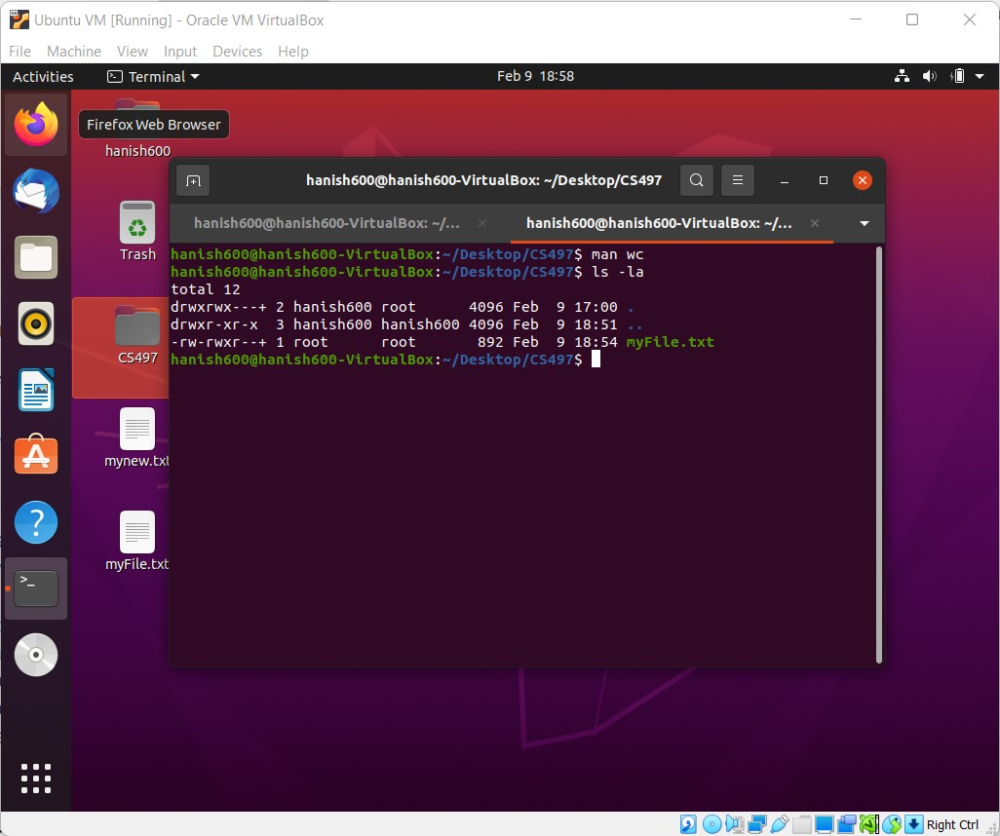 Ubuntu VM [Running] - Oracle VM VirtualBox
File Machine View Input Devices Help
Activities Terminal Feb 9 18:58
Firefox Web Browser
hanish600
Trash
CS497
mynew.txt
myFile.txt
hanish600@hanish600-VirtualBox: ~/Desktop/CS497
hanish600@hanish600-VirtualBox: ~/... hanish600@hanish600-VirtualBox: ~/...
hanish600@hanish600-VirtualBox:~/Desktop/CS497$ man wc
hanish600@hanish600-VirtualBox:~/Desktop/CS497$ ls -la
total 12
drwxrwx---+ 2 hanish600 root      4096 Feb  9 17:00 .
drwxr-xr-x  3 hanish600 hanish600 4096 Feb  9 18:51 ..
-rw-rwxr--+ 1 root      root       892 Feb  9 18:54 myFile.txt
hanish600@hanish600-VirtualBox:~/Desktop/CS497$
Right Ctrl